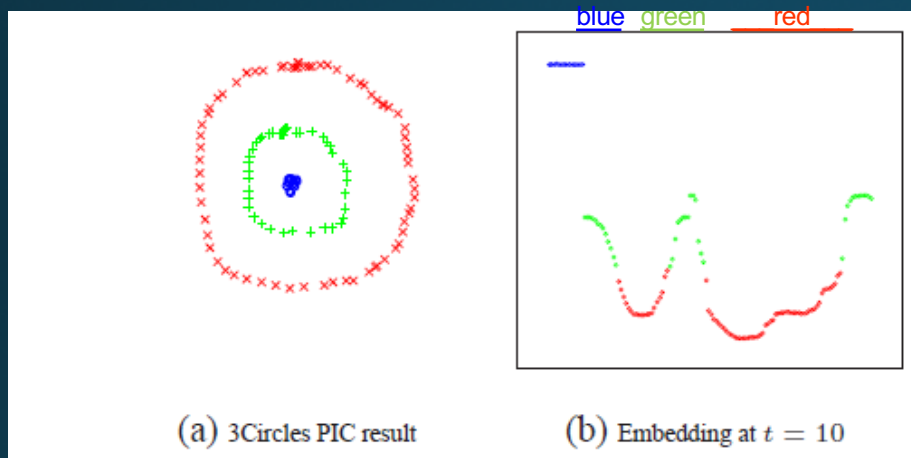 blue green red
(a) 3Circles PIC result
(b) Embedding at t = 10